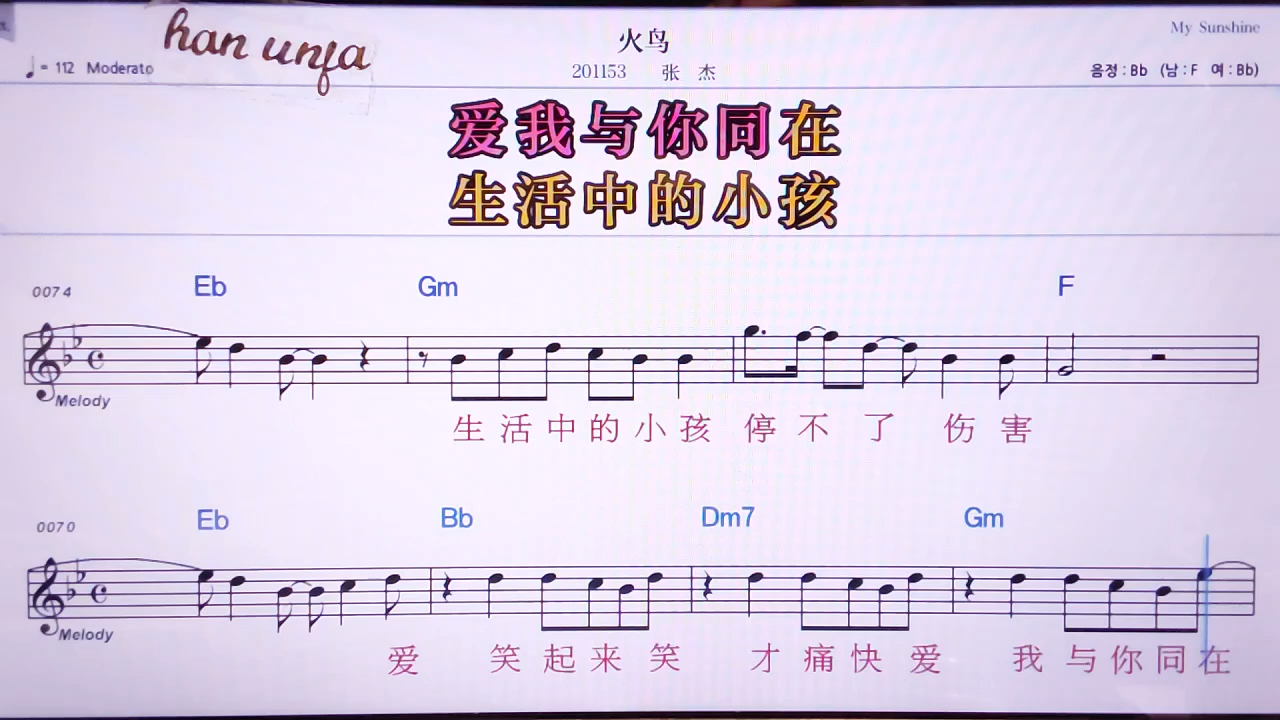 han unja
火鸟
My Sunshine
♩= 112 Moderato
201153 张 杰
음정 : Bb (남 : F 여 : Bb)
爱我与你同在
生活中的小孩
0074 Eb Gm F
Melody
生 活 中 的 小 孩 停 不 了 伤 害
0070 Eb Bb Dm7 Gm
Melody
爱 笑 起 来 笑 才 痛 快 爱 我 与 你 同 在